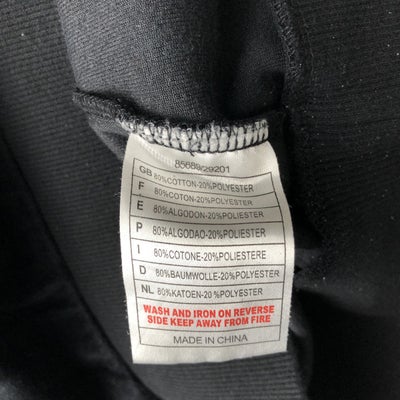 85689/29201
GB 80%COTTON-20%POLYESTER
F 80%COTON-20%POLYESTER
E 80%ALGODON-20%POLIESTER
P 80%ALGODAO-20%POLIESTER
I 80%COTONE-20%POLIESTERE
D 80%BAUMWOLLE-20%POLYESTER
NL 80%KATOEN-20%POLYESTER
WASH AND IRON ON REVERSE
SIDE KEEP AWAY FROM FIRE
MADE IN CHINA